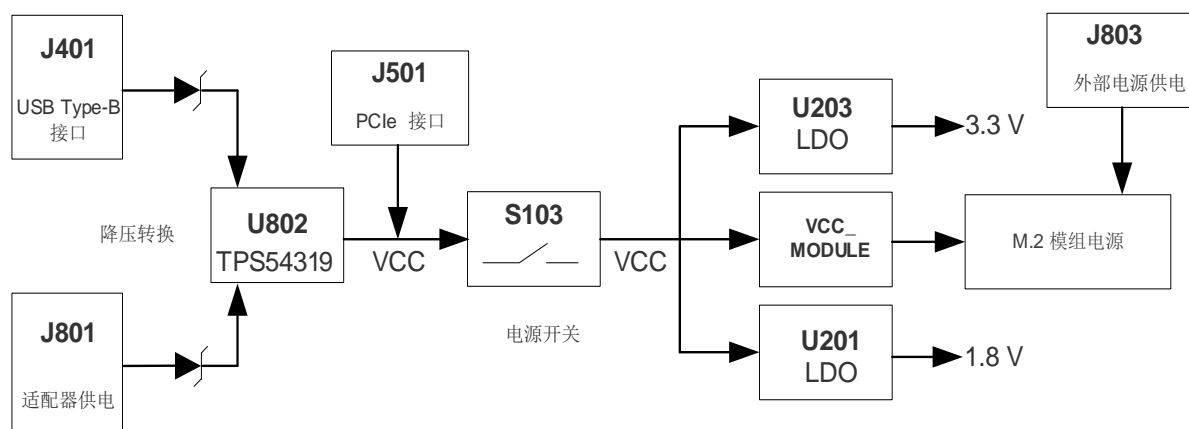 J401
USB Type-B
接口
J501
PCIe 接口
J803
外部电源供电
U203
LDO
3.3 V
降压转换
U802
TPS54319
VCC
S103
VCC
VCC_
MODULE
M.2 模组电源
J801
适配器供电
电源开关
U201
LDO
1.8 V